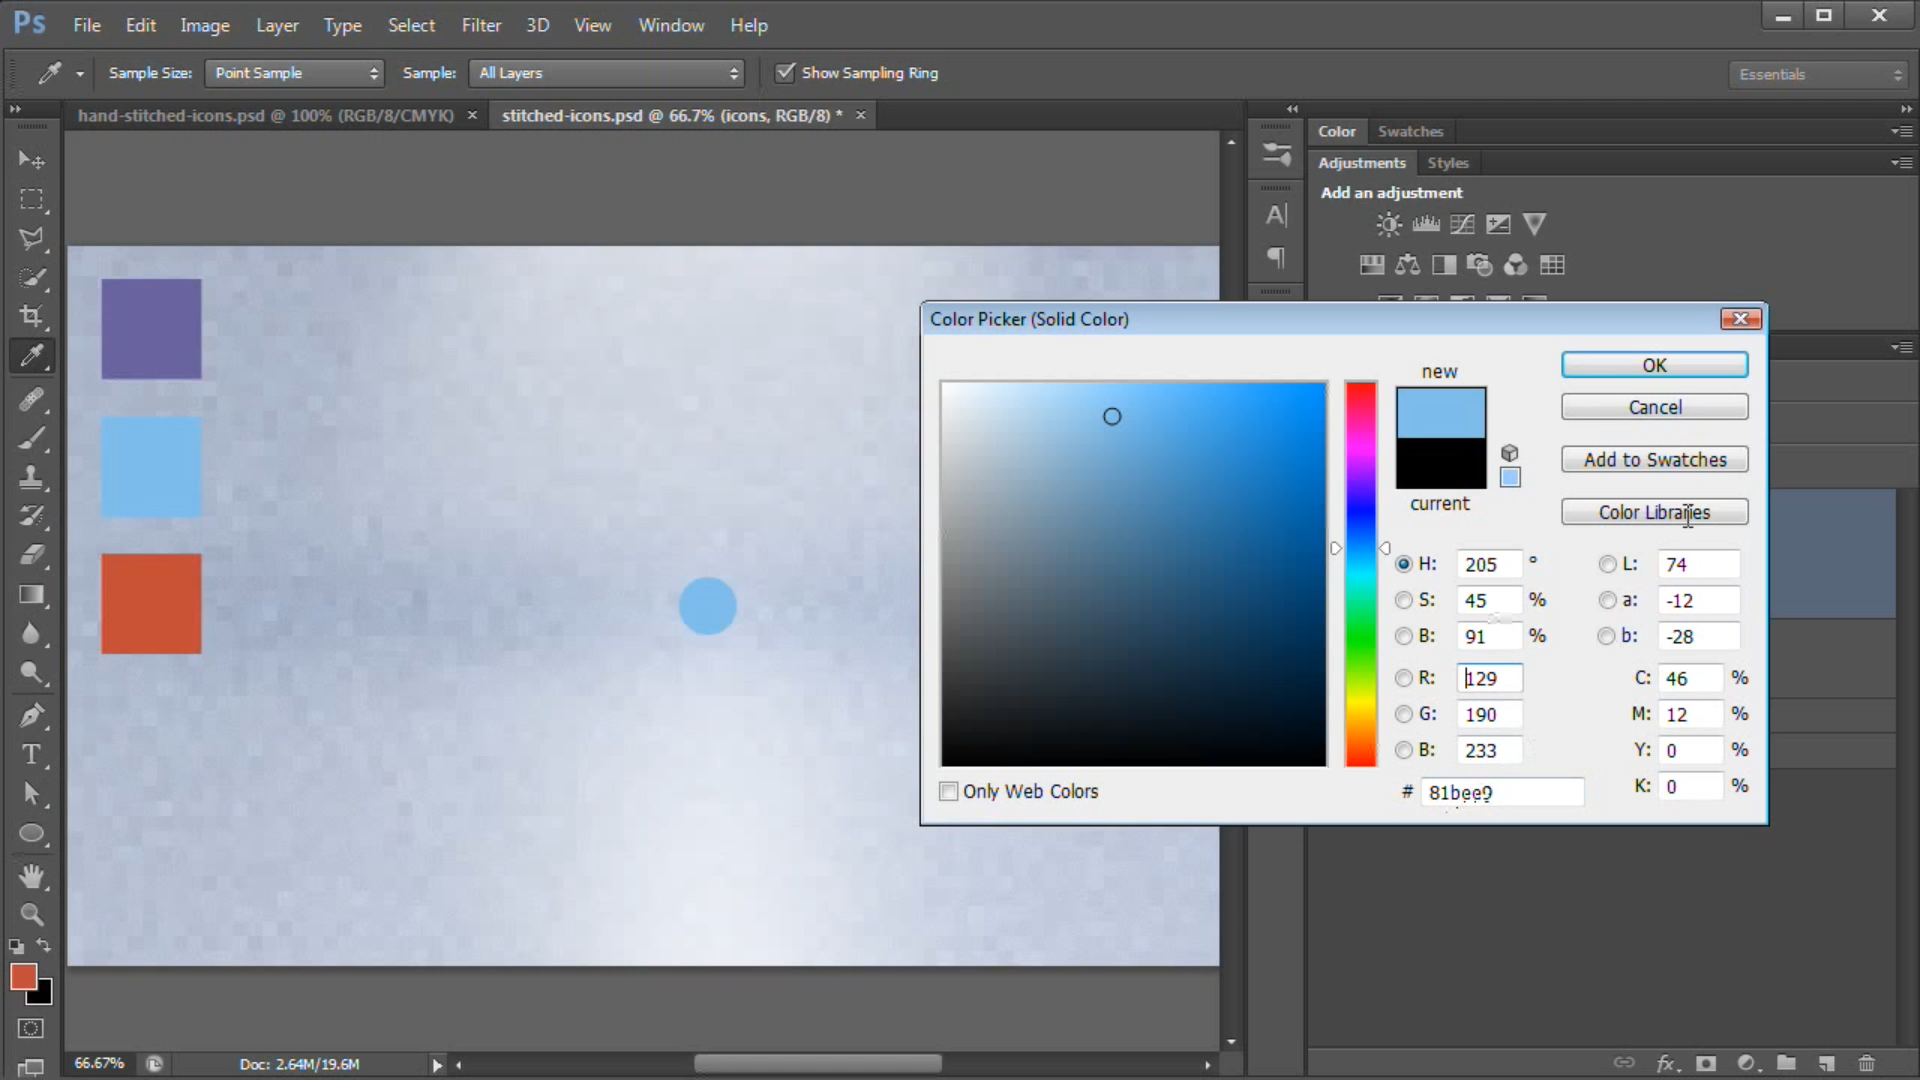 Ps File Edit Image Layer Type Select Filter 3D View Window Help
Sample Size: Point Sample Sample: All Layers Show Sampling Ring Essentials
hand-stitched-icons.psd @ 100% (RGB/8/CMYK) × stitched-icons.psd @ 66.7% (icons, RGB/8) * ×
Color Swatches
Adjustments Styles
Add an adjustment
Color Picker (Solid Color)
new
OK
Cancel
Add to Swatches
current
Color Libraries
H: 205 ° L: 74
S: 45 % a: -12
B: 91 % b: -28
R: 129 C: 46 %
G: 190 M: 12 %
B: 233 Y: 0 %
Only Web Colors # 81bee9 K: 0 %
66.67% Doc: 2.64M/19.6M